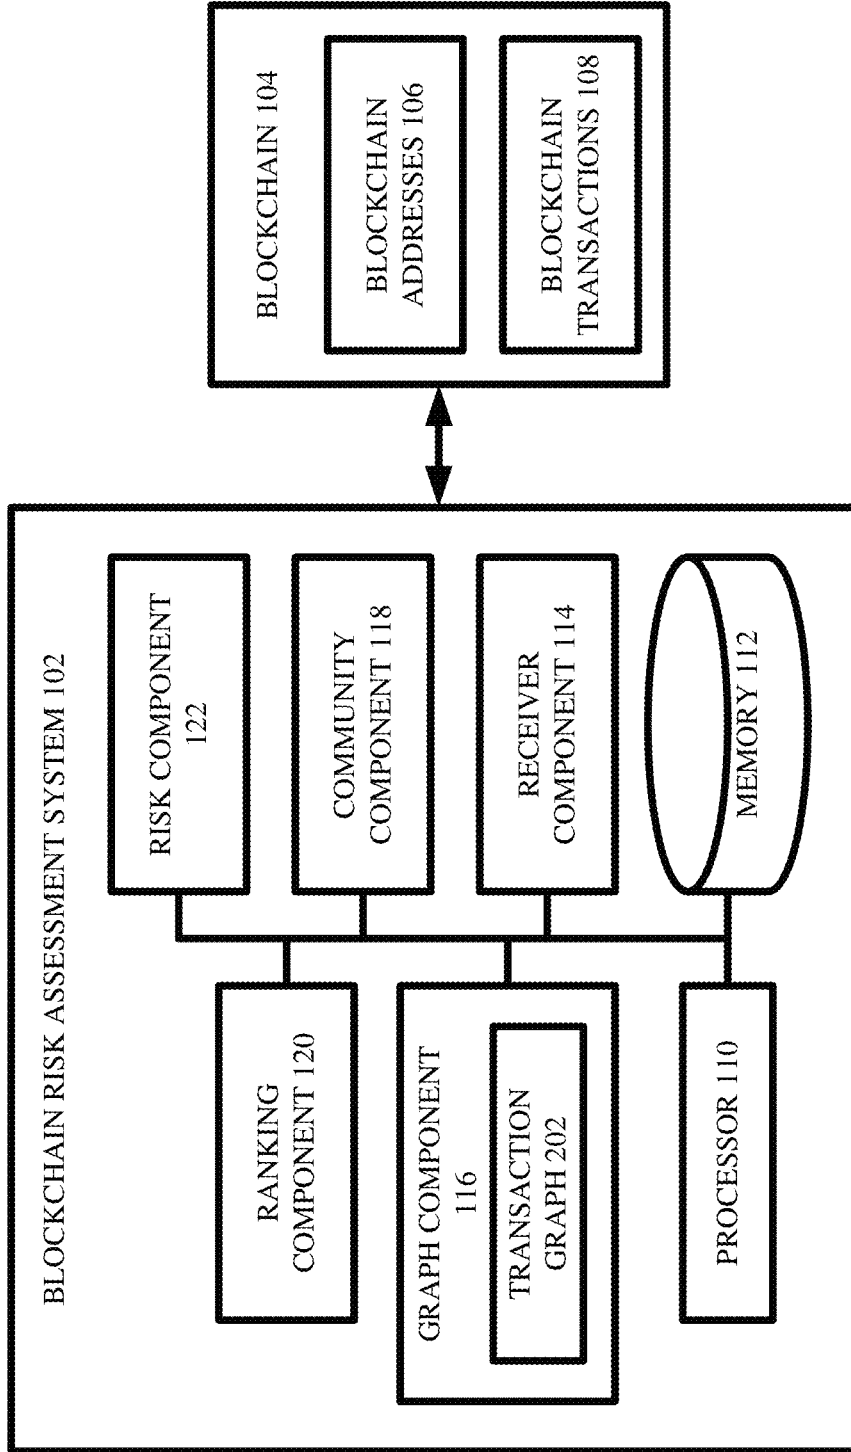 BLOCKCHAIN RISK ASSESSMENT SYSTEM 102
RANKING
COMPONENT 120
RISK COMPONENT
122
GRAPH COMPONENT
116
TRANSACTION
GRAPH 202
COMMUNITY
COMPONENT 118
RECEIVER
COMPONENT 114
PROCESSOR 110
MEMORY 112
BLOCKCHAIN 104
BLOCKCHAIN
ADDRESSES 106
BLOCKCHAIN
TRANSACTIONS 108